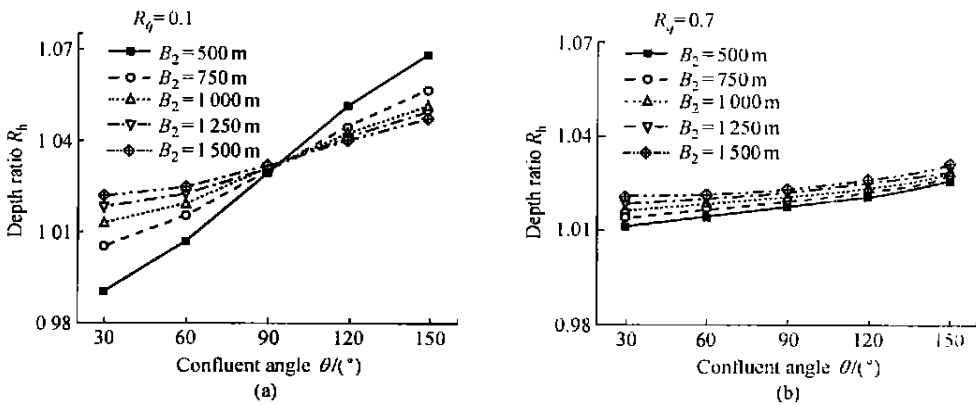 R_q=0.1
Depth ratio R_h
1.07
1.04
1 01
0 98
B_2=500 m
B_2=750 m
B_2=1 000 m
B_2=1 250 m
B_2=1 500 m
30 60 90 120 150
Confluent angle θ/(°)
(a)
R_q=0.7
Depth ratio R_h
1.07
1.04
1.01
0.98
B_2=500 m
B_2=750 m
B_2=1 000 m
B_2=1 250 m
B_2=1 500 m
30 60 90 120 150
Confluent angle θ/(°)
(b)